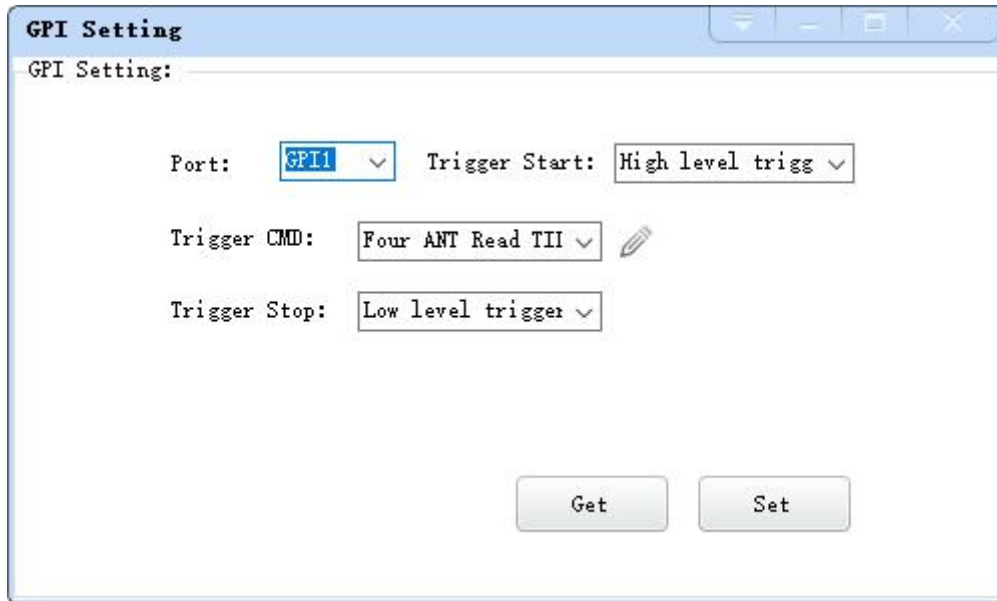 GPI Setting
GPI Setting:
Port: GPI1 Trigger Start: High level trigg
Trigger CMD: Four ANT Read TII
Trigger Stop: Low level trigger
Get Set